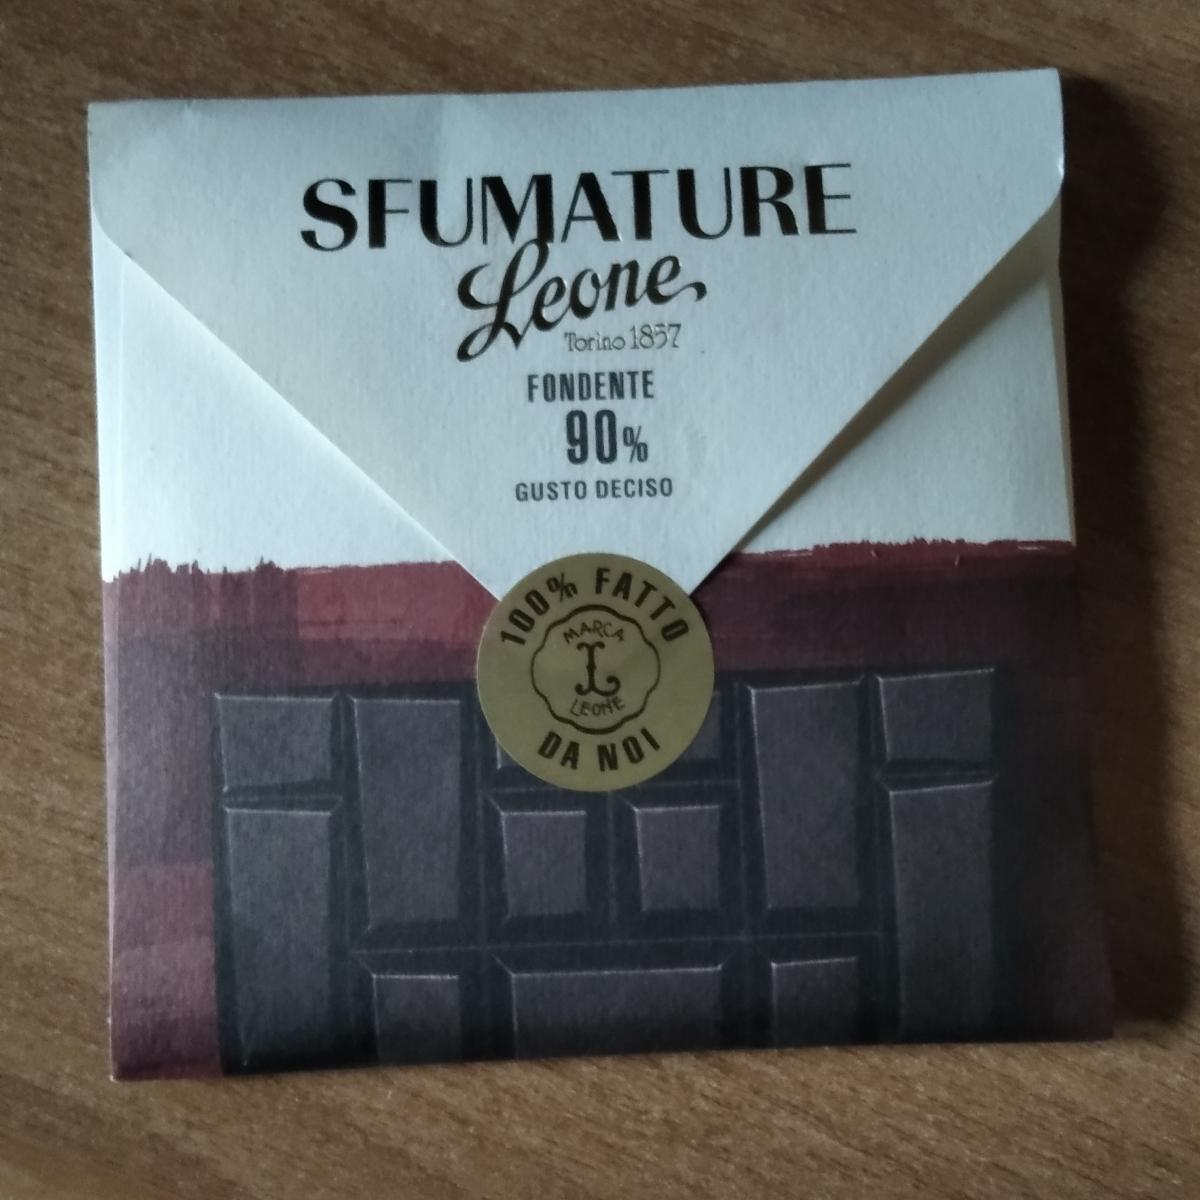 SFUMATURE
Leone
Torino 1857
FONDENTE
90%
GUSTO DECISO
100% FATTO
MARCA
L
LEONE
DA NOI